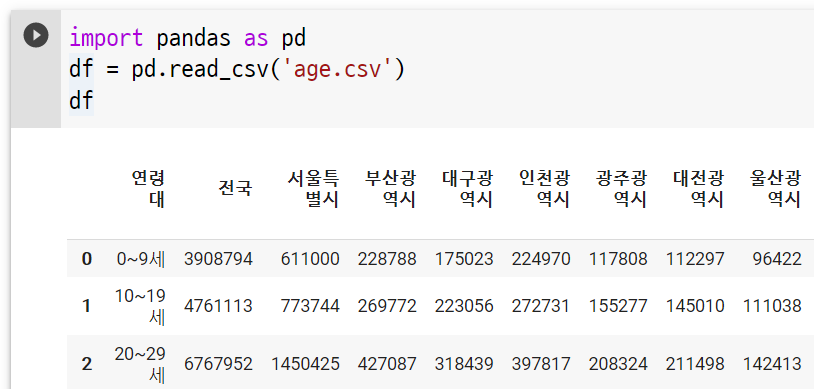 import pandas as pd
df = pd.read_csv('age.csv')
df
연령대 전국 서울특별시 부산광역시 대구광역시 인천광역시 광주광역시 대전광역시 울산광역시
0 0~9세 3908794 611000 228788 175023 224970 117808 112297 96422
1 10~19세 4761113 773744 269772 223056 272731 155277 145010 111038
2 20~29세 6767952 1450425 427087 318439 397817 208324 211498 142413